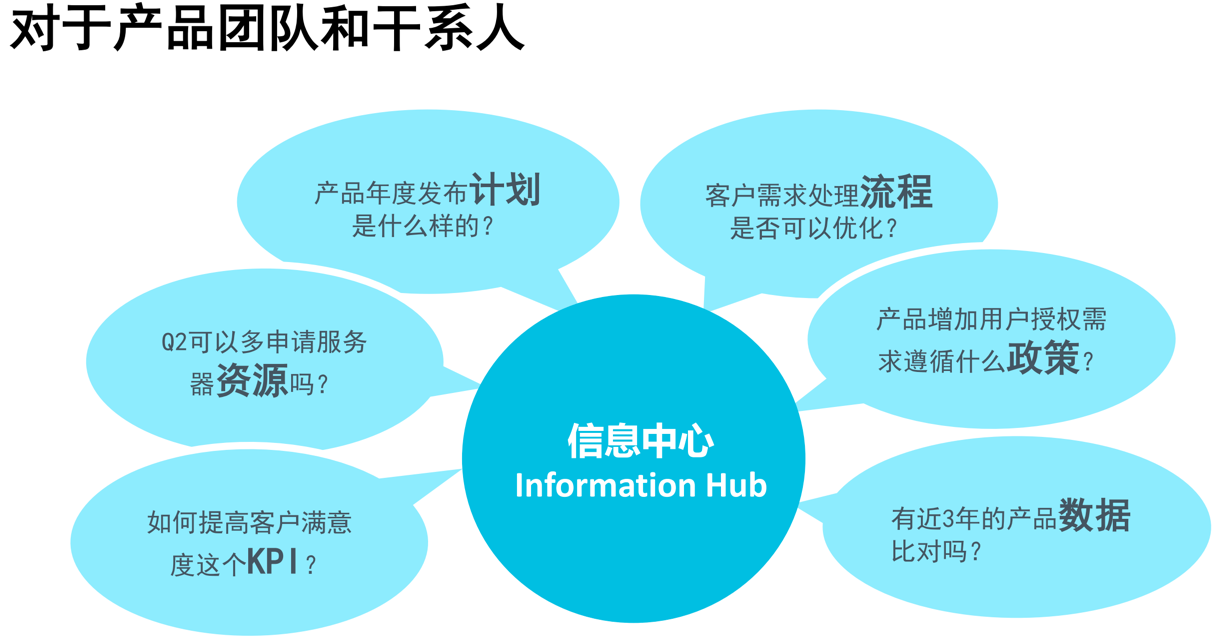 对于产品团队和干系人
产品年度发布计划
是什么样的？
客户需求处理流程
是否可以优化？
Q2可以多申请服务
器资源吗？
产品增加用户授权需
求遵循什么政策？
信息中心
Information Hub
如何提高客户满意
度这个KPI？
有近3年的产品数据
比对吗？